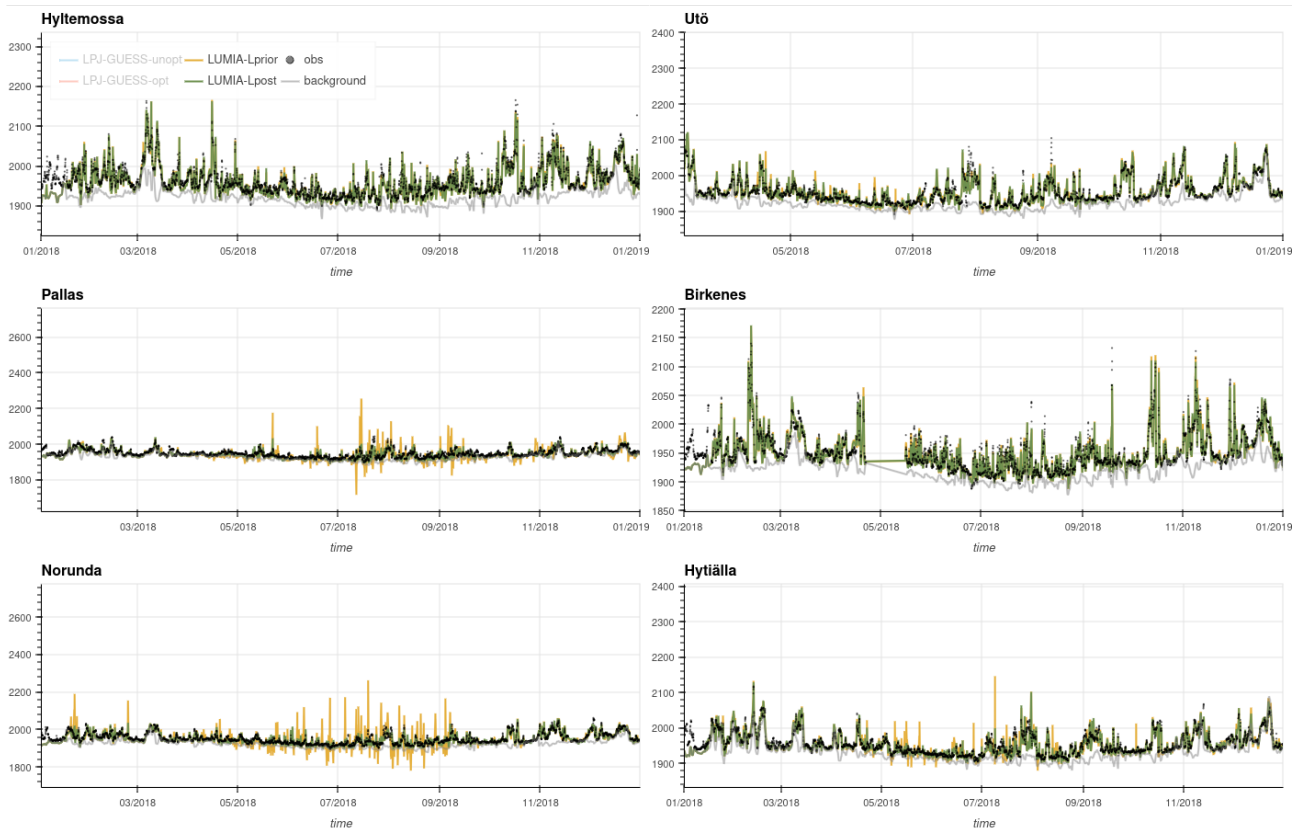 Hyltemossa
2300
2200
2100
2000
1900
LPJ-GUESS-unopt LUMIA-Lprior obs
LPJ-GUESS-opt LUMIA-Lpost background
01/2018 03/2018 05/2018 07/2018 09/2018 11/2018 01/2019
time
Utö
2400
2300
2200
2100
2000
1900
05/2018 07/2018 09/2018 11/2018 01/2019
time
Pallas
2600
2400
2200
2000
1800
03/2018 05/2018 07/2018 09/2018 11/2018 01/2019
time
Birkenes
2200
2150
2100
2050
2000
1950
1900
1850
01/2018 03/2018 05/2018 07/2018 09/2018 11/2018 01/2019
time
Norunda
2600
2400
2200
2000
1800
03/2018 05/2018 07/2018 09/2018 11/2018
time
Hytiälla
2400
2300
2200
2100
2000
1900
01/2018 03/2018 05/2018 07/2018 09/2018 11/2018
time